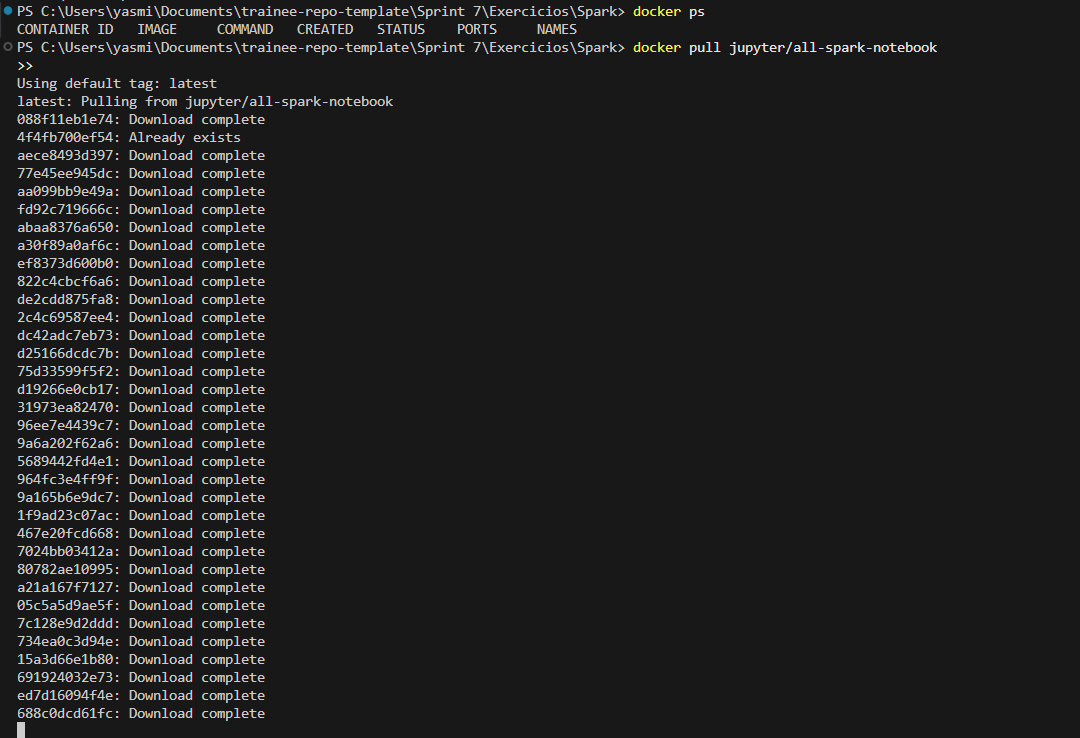 PS C:\Users\yasmi\Documents\trainee-repo-template\Sprint 7\Exercicios\Spark> docker ps
CONTAINER ID   IMAGE     COMMAND   CREATED   STATUS    PORTS     NAMES
PS C:\Users\yasmi\Documents\trainee-repo-template\Sprint 7\Exercicios\Spark> docker pull jupyter/all-spark-notebook
>>
Using default tag: latest
latest: Pulling from jupyter/all-spark-notebook
088f11eb1e74: Download complete
4f4fb700ef54: Already exists
aece8493d397: Download complete
77e45ee945dc: Download complete
aa099bb9e49a: Download complete
fd92c719666c: Download complete
abaa8376a650: Download complete
a30f89a0af6c: Download complete
ef8373d600b0: Download complete
822c4cbcf6a6: Download complete
de2cdd875fa8: Download complete
2c4c69587ee4: Download complete
dc42adc7eb73: Download complete
d25166dcdc7b: Download complete
75d33599f5f2: Download complete
d19266e0cb17: Download complete
31973ea82470: Download complete
96ee7e4439c7: Download complete
9a6a202f62a6: Download complete
5689442fd4e1: Download complete
964fc3e4ff9f: Download complete
9a165b6e9dc7: Download complete
1f9ad23c07ac: Download complete
467e20fcd668: Download complete
7024bb03412a: Download complete
80782ae10995: Download complete
a21a167f7127: Download complete
05c5a5d9ae5f: Download complete
7c128e9d2ddd: Download complete
734ea0c3d94e: Download complete
15a3d66e1b80: Download complete
691924032e73: Download complete
ed7d16094f4e: Download complete
688c0dcd61fc: Download complete